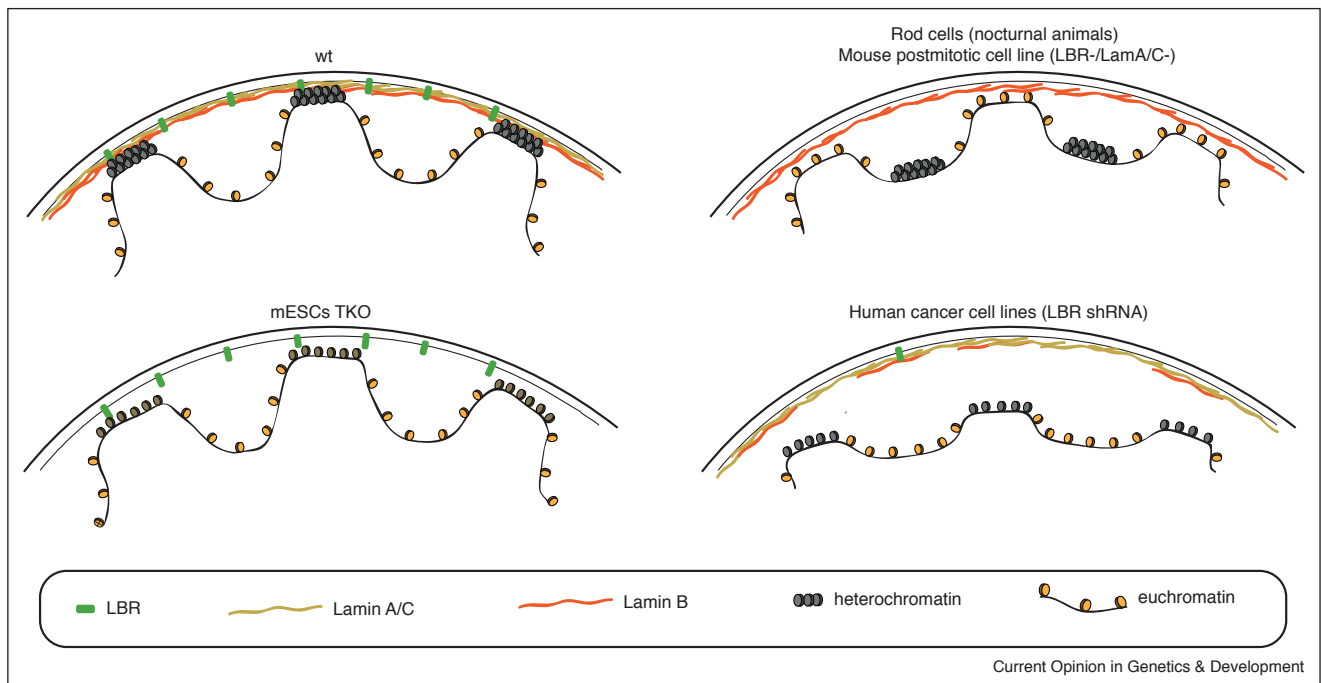 wt
Rod cells (nocturnal animals)
Mouse postmitotic cell line (LBR-/LamA/C-)
mESCs TKO
Human cancer cell lines (LBR shRNA)
LBR
Lamin A/C
Lamin B
heterochromatin
euchromatin
Current Opinion in Genetics & Development